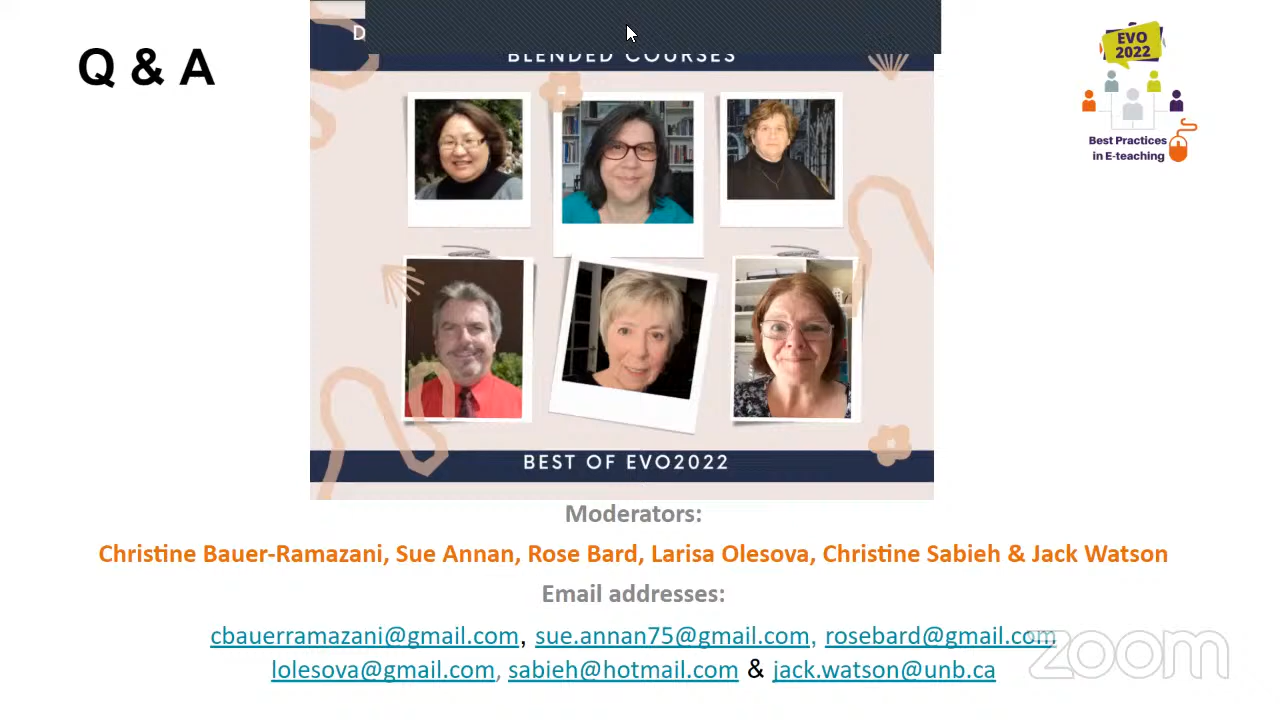 Q & A
D
BLENDED COURSES
EVO
2022
Best Practices
in E-teaching
BEST OF EVO2022
Moderators:
Christine Bauer-Ramazani, Sue Annan, Rose Bard, Larisa Olesova, Christine Sabieh & Jack Watson
Email addresses:
cbauerramazani@gmail.com, sue.annan75@gmail.com, rosebard@gmail.com
lolesova@gmail.com, sabieh@hotmail.com & jack.watson@unb.ca
zoom